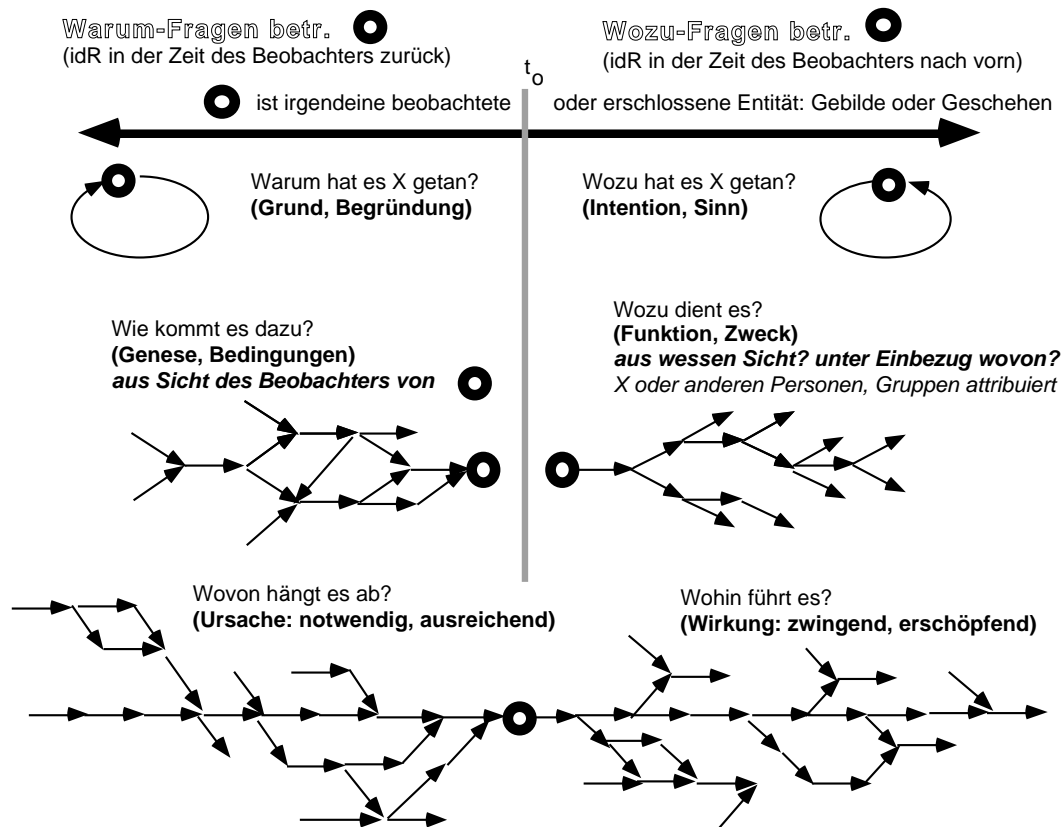 Warum-Fragen betr.
(idR in der Zeit des Beobachters zurück)
Wozu-Fragen betr.
(idR in der Zeit des Beobachters nach vorn)
to
ist irgendeine beobachtete oder erschlossene Entität: Gebilde oder Geschehen
Warum hat es X getan?
(Grund, Begründung)
Wozu hat es X getan?
(Intention, Sinn)
Wie kommt es dazu?
(Genese, Bedingungen)
aus Sicht des Beobachters von
Wozu dient es?
(Funktion, Zweck)
aus wessen Sicht? unter Einbezug wovon?
X oder anderen Personen, Gruppen attribuiert
Wovon hängt es ab?
(Ursache: notwendig, ausreichend)
Wohin führt es?
(Wirkung: zwingend, erschöpfend)